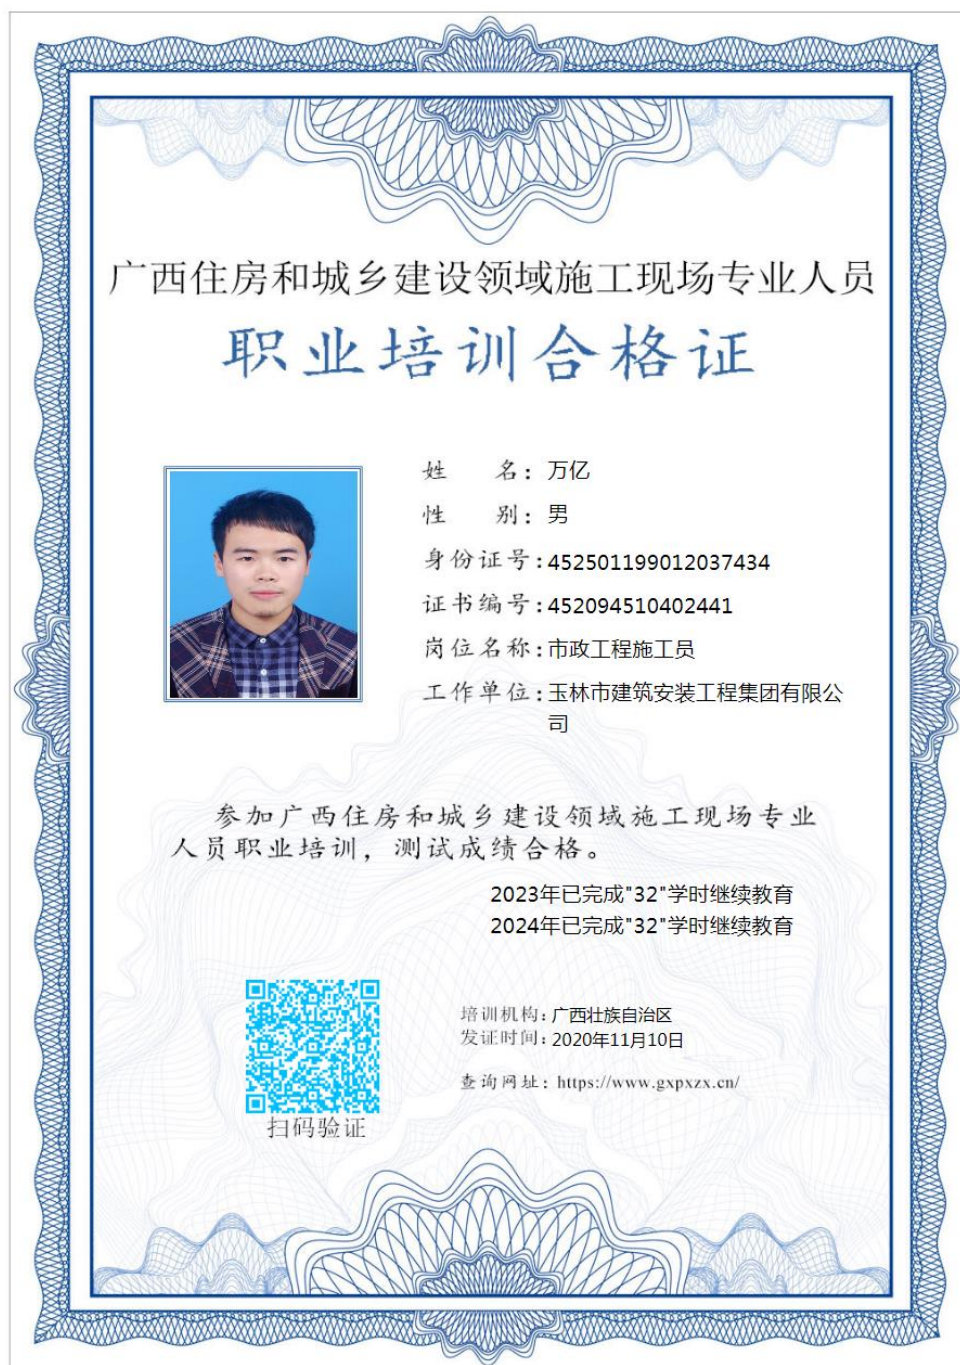 广西住房和城乡建设领域施工现场专业人员
职业培训合格证
姓 名：万亿
性 别：男
身份证号:452501199012037434
证书编号:452094510402441
岗位名称:市政工程施工员
工作单位:玉林市建筑安装工程集团有限公
司
参加广西住房和城乡建设领域施工现场专业
人员职业培训，测试成绩合格。
2023年已完成"32"学时继续教育
2024年已完成"32"学时继续教育
培训机构:广西壮族自治区
发证时间:2020年11月10日
查询网址: https://www.gxpxzx.cn/
扫码验证